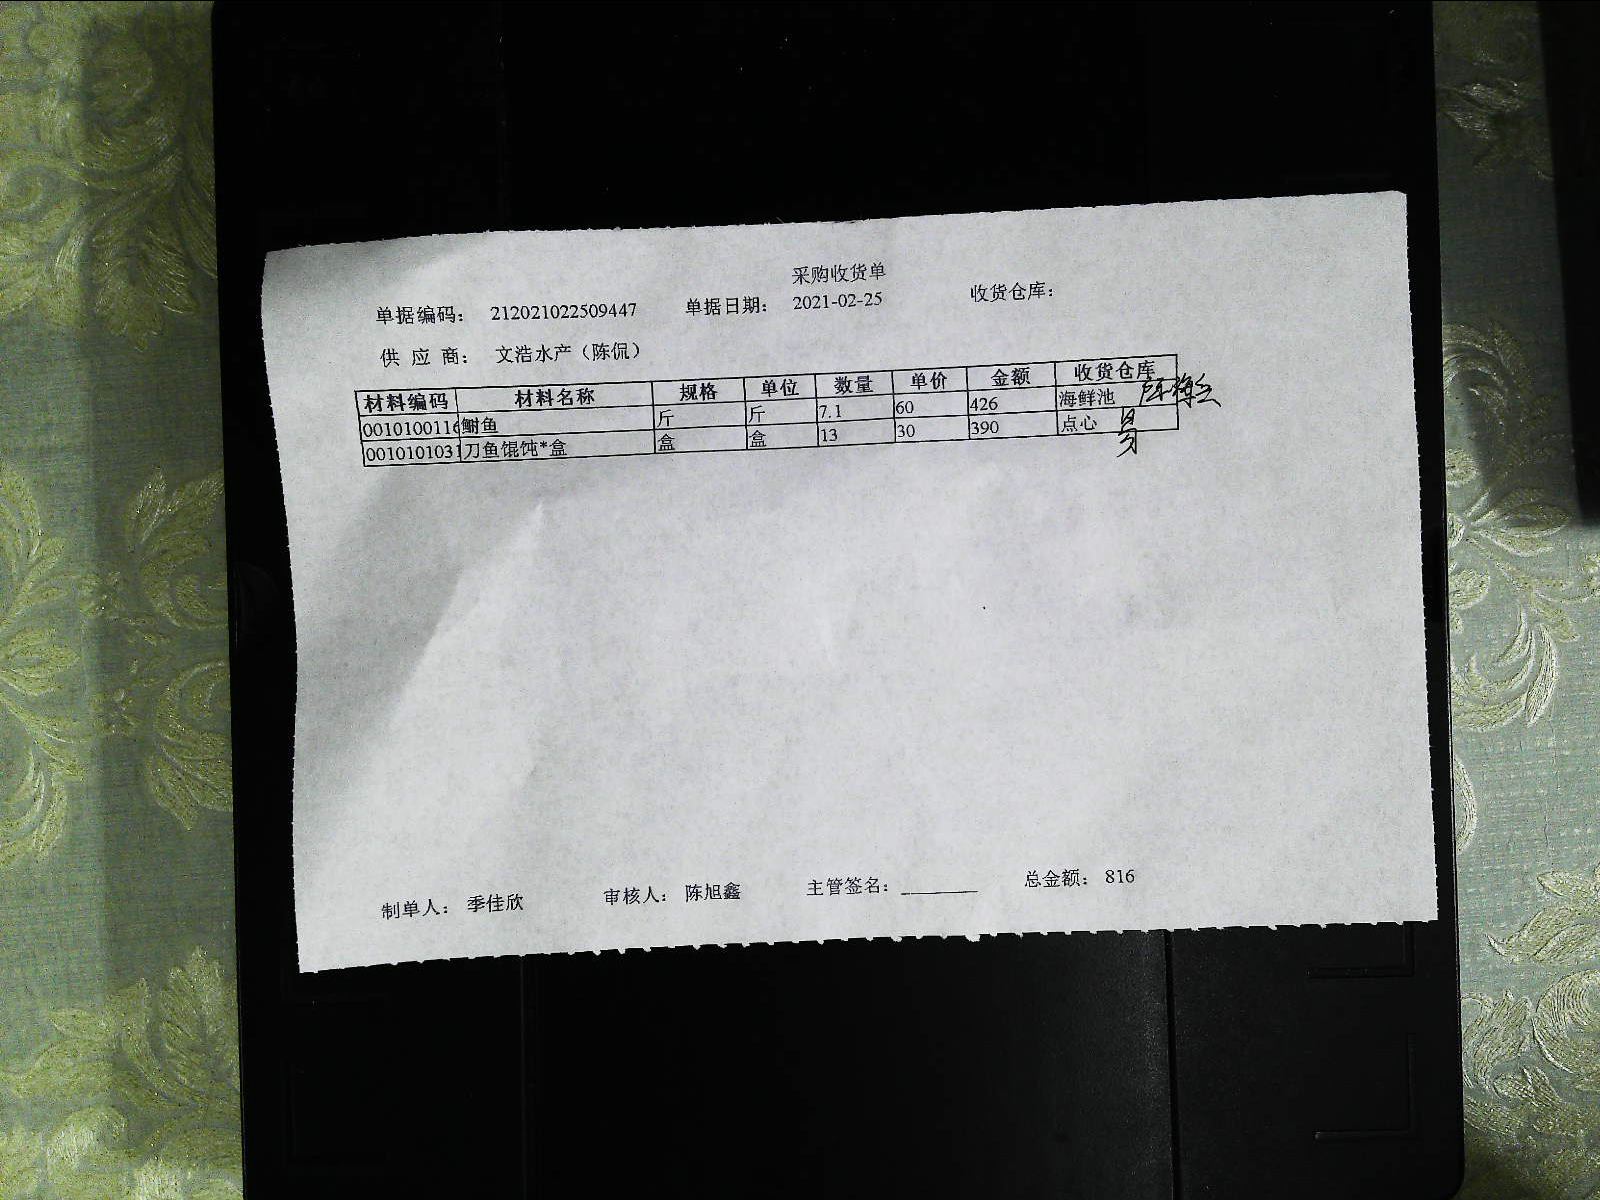 采购收货单
单据编码： 212021022509447 单据日期： 2021-02-25 收货仓库：
供 应 商： 文浩水产（陈侃）
材料编码 材料名称 规格 单位 数量 单价 金额 收货仓库
0010100116 鲥鱼 斤 斤 7.1 60 426 海鲜池
0010101031 刀鱼馄饨*盒 盒 盒 13 30 390 点心
制单人： 季佳欣 审核人： 陈旭鑫 主管签名： 总金额： 816